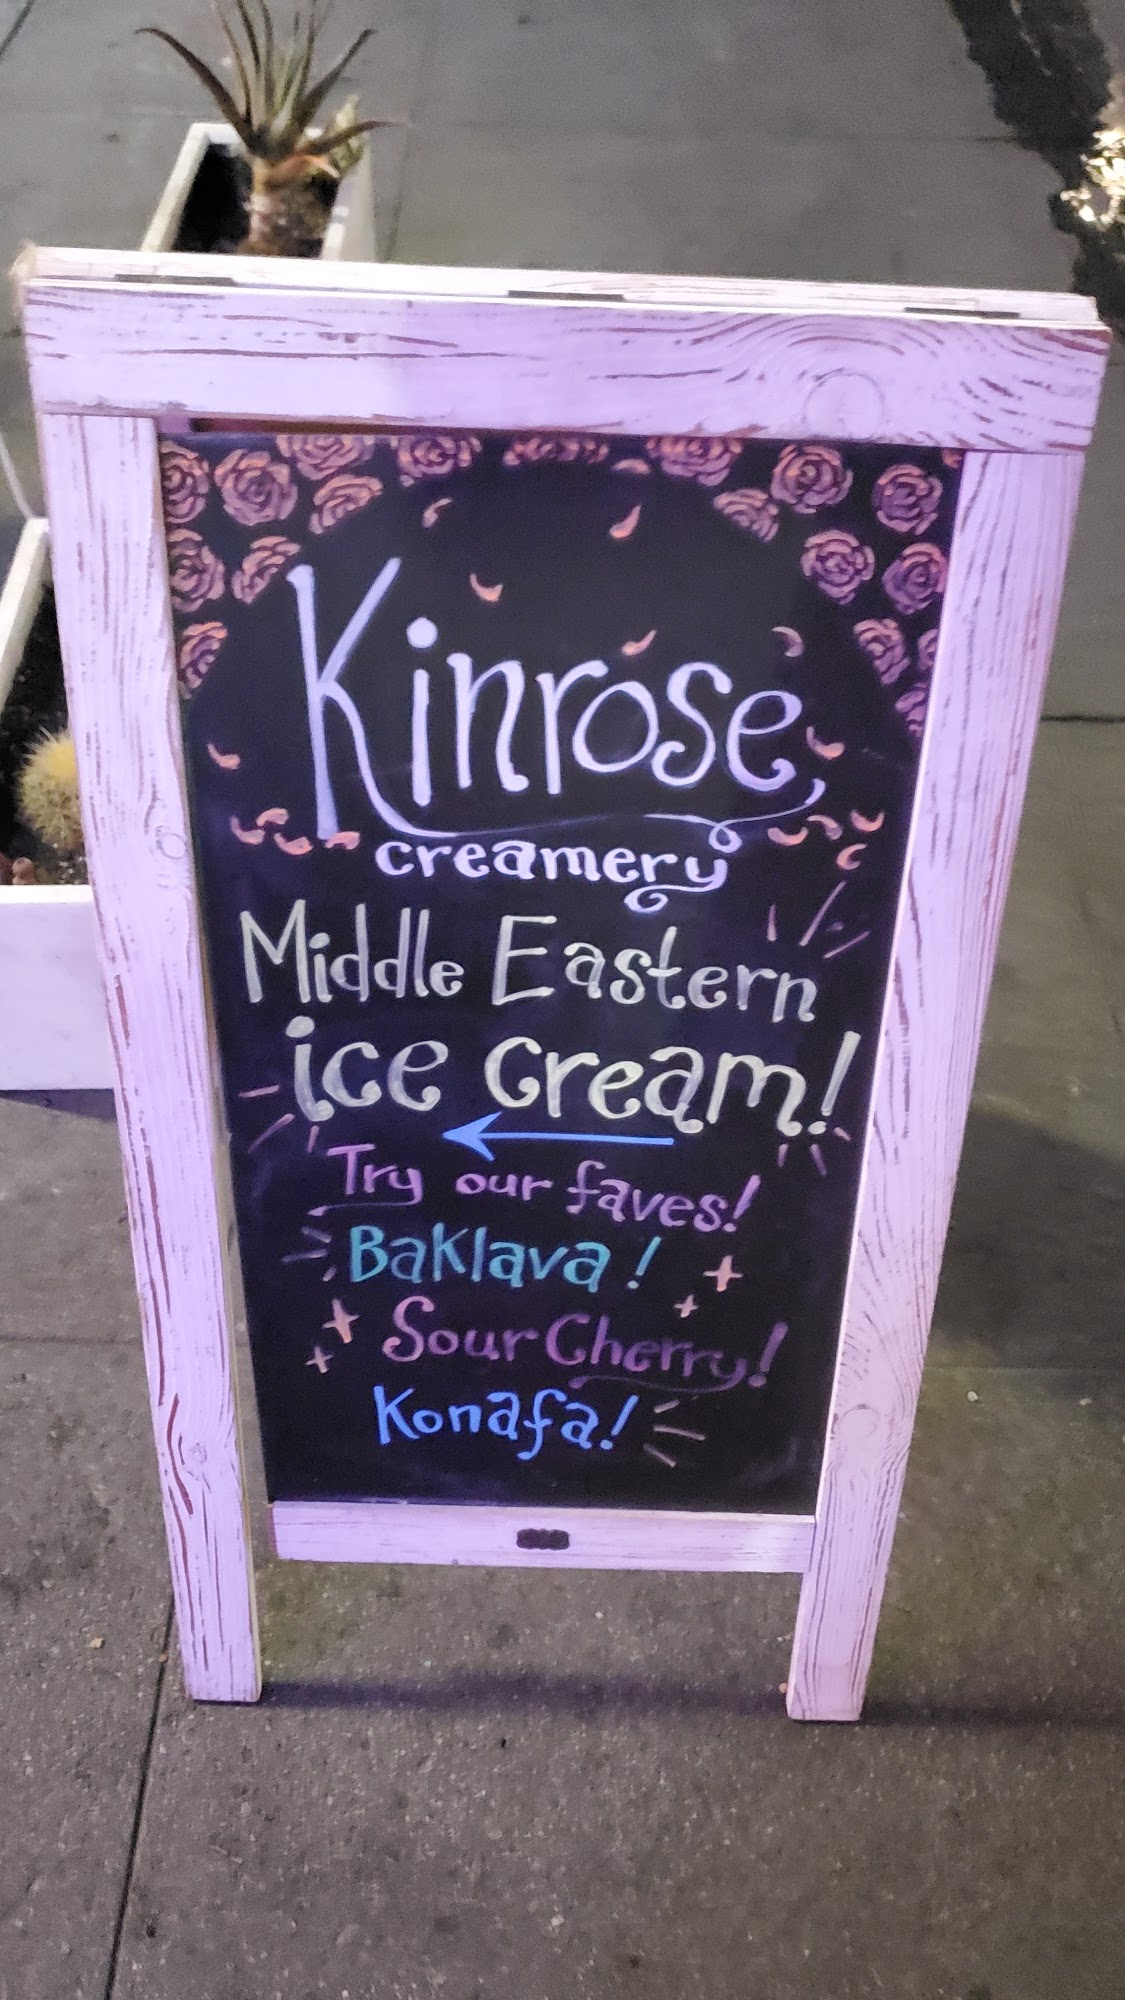 Kinrose
creamery
Middle Eastern
ice cream!
Try our faves!
Baklava!
Sour Cherry!
Konafa!